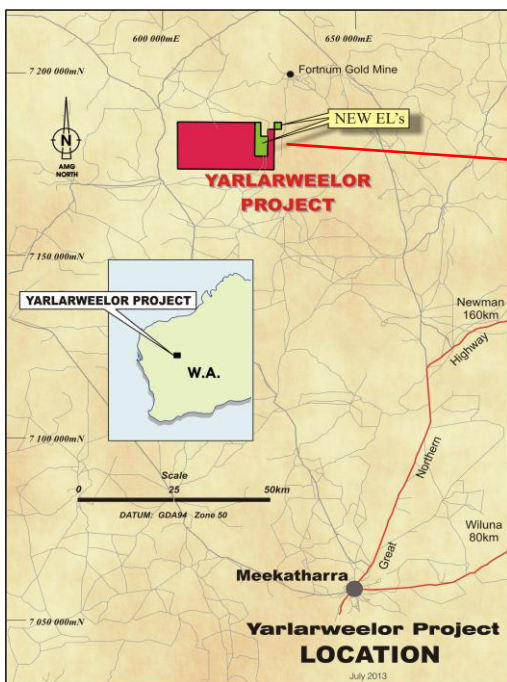 600 000mE
650 000mE
7 200 000mN
Fortnum Gold Mine
N
AMG
NORTH
NEW EL's
YARLARWEELOR
PROJECT
7 150 000mN
YARLARWEELOR PROJECT
W.A.
Newman
160km
Highway
Northern
Great
7 100 000mN
Scale
0
25
50km
DATUM: GDA94 Zone 50
Wiluna
80km
Meekatharra
7 050 000mN
Yarlarweelor Project
LOCATION
July 2013